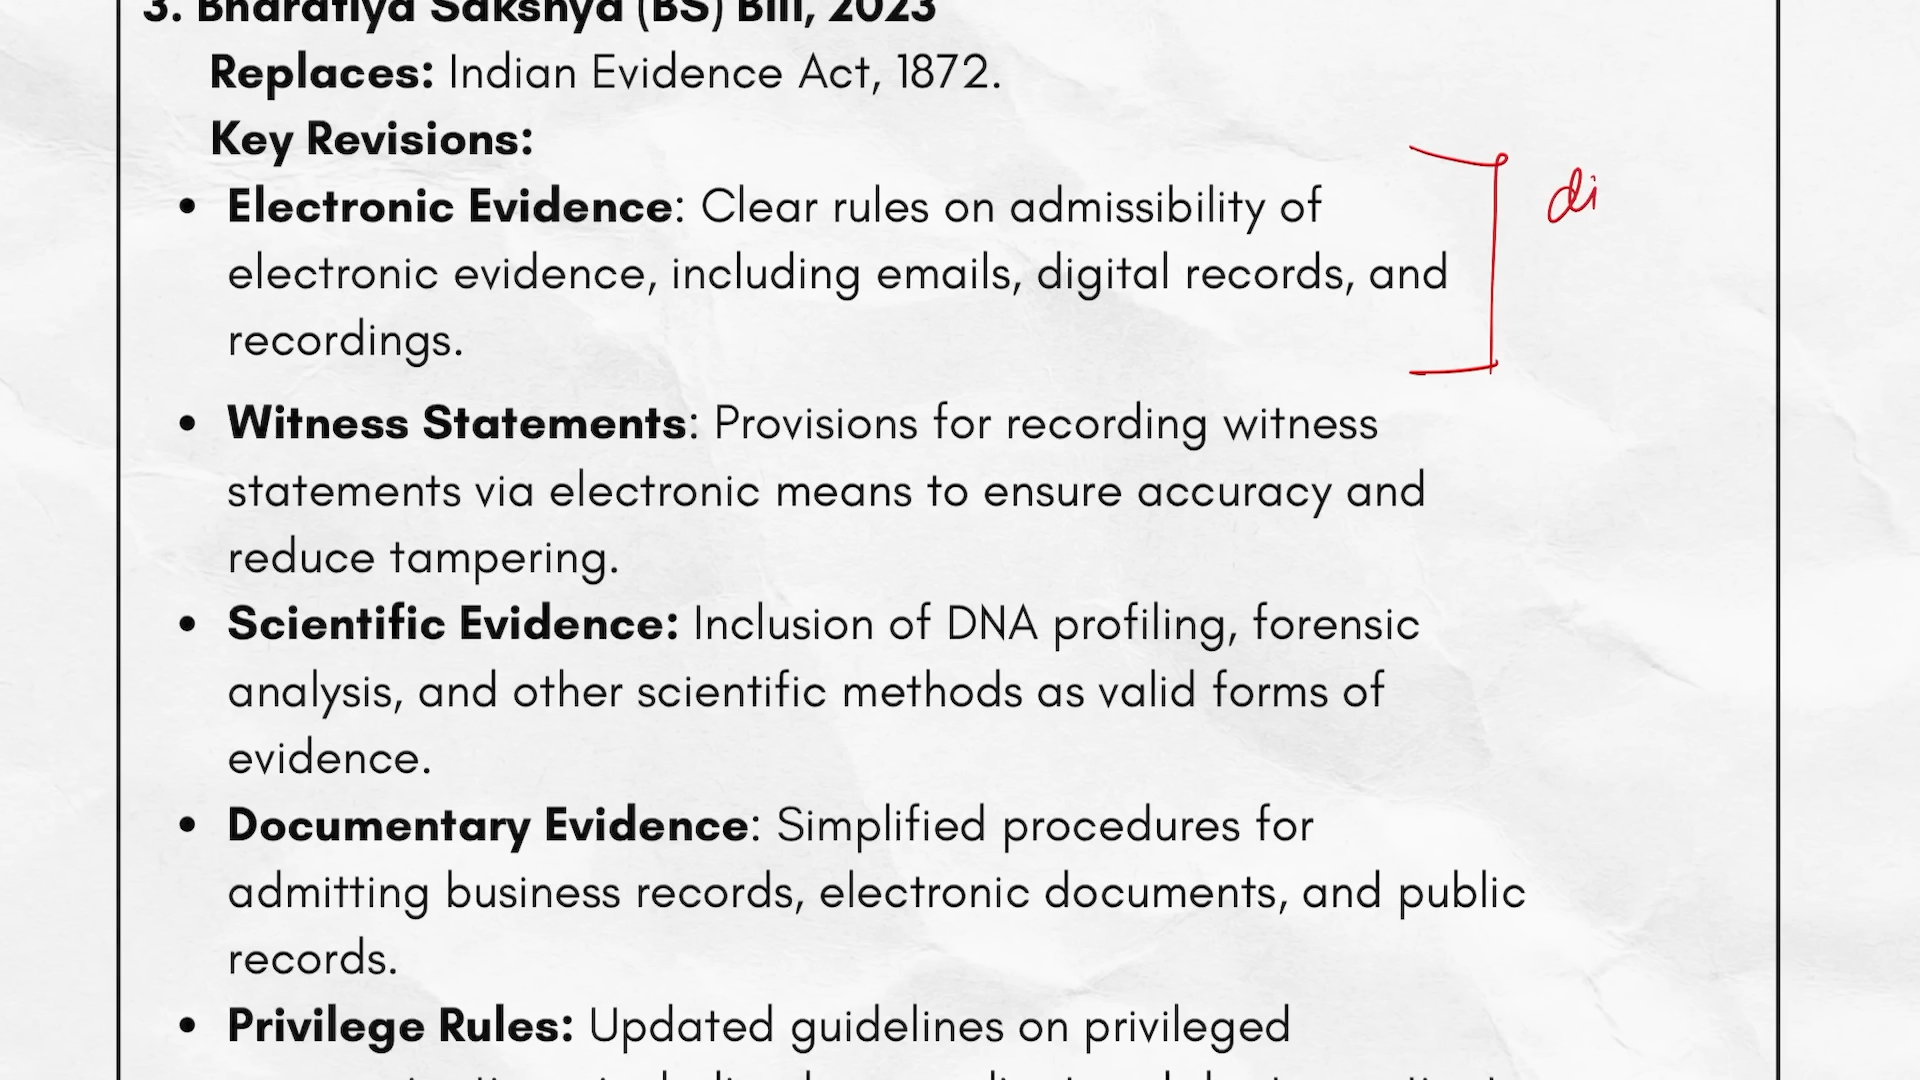 3. Bharatiya Sakshya (BS) Bill, 2023
Replaces: Indian Evidence Act, 1872.
Key Revisions:
• Electronic Evidence: Clear rules on admissibility of
electronic evidence, including emails, digital records, and
recordings.
di
• Witness Statements: Provisions for recording witness
statements via electronic means to ensure accuracy and
reduce tampering.
• Scientific Evidence: Inclusion of DNA profiling, forensic
analysis, and other scientific methods as valid forms of
evidence.
• Documentary Evidence: Simplified procedures for
admitting business records, electronic documents, and public
records.
• Privilege Rules: Updated guidelines on privileged